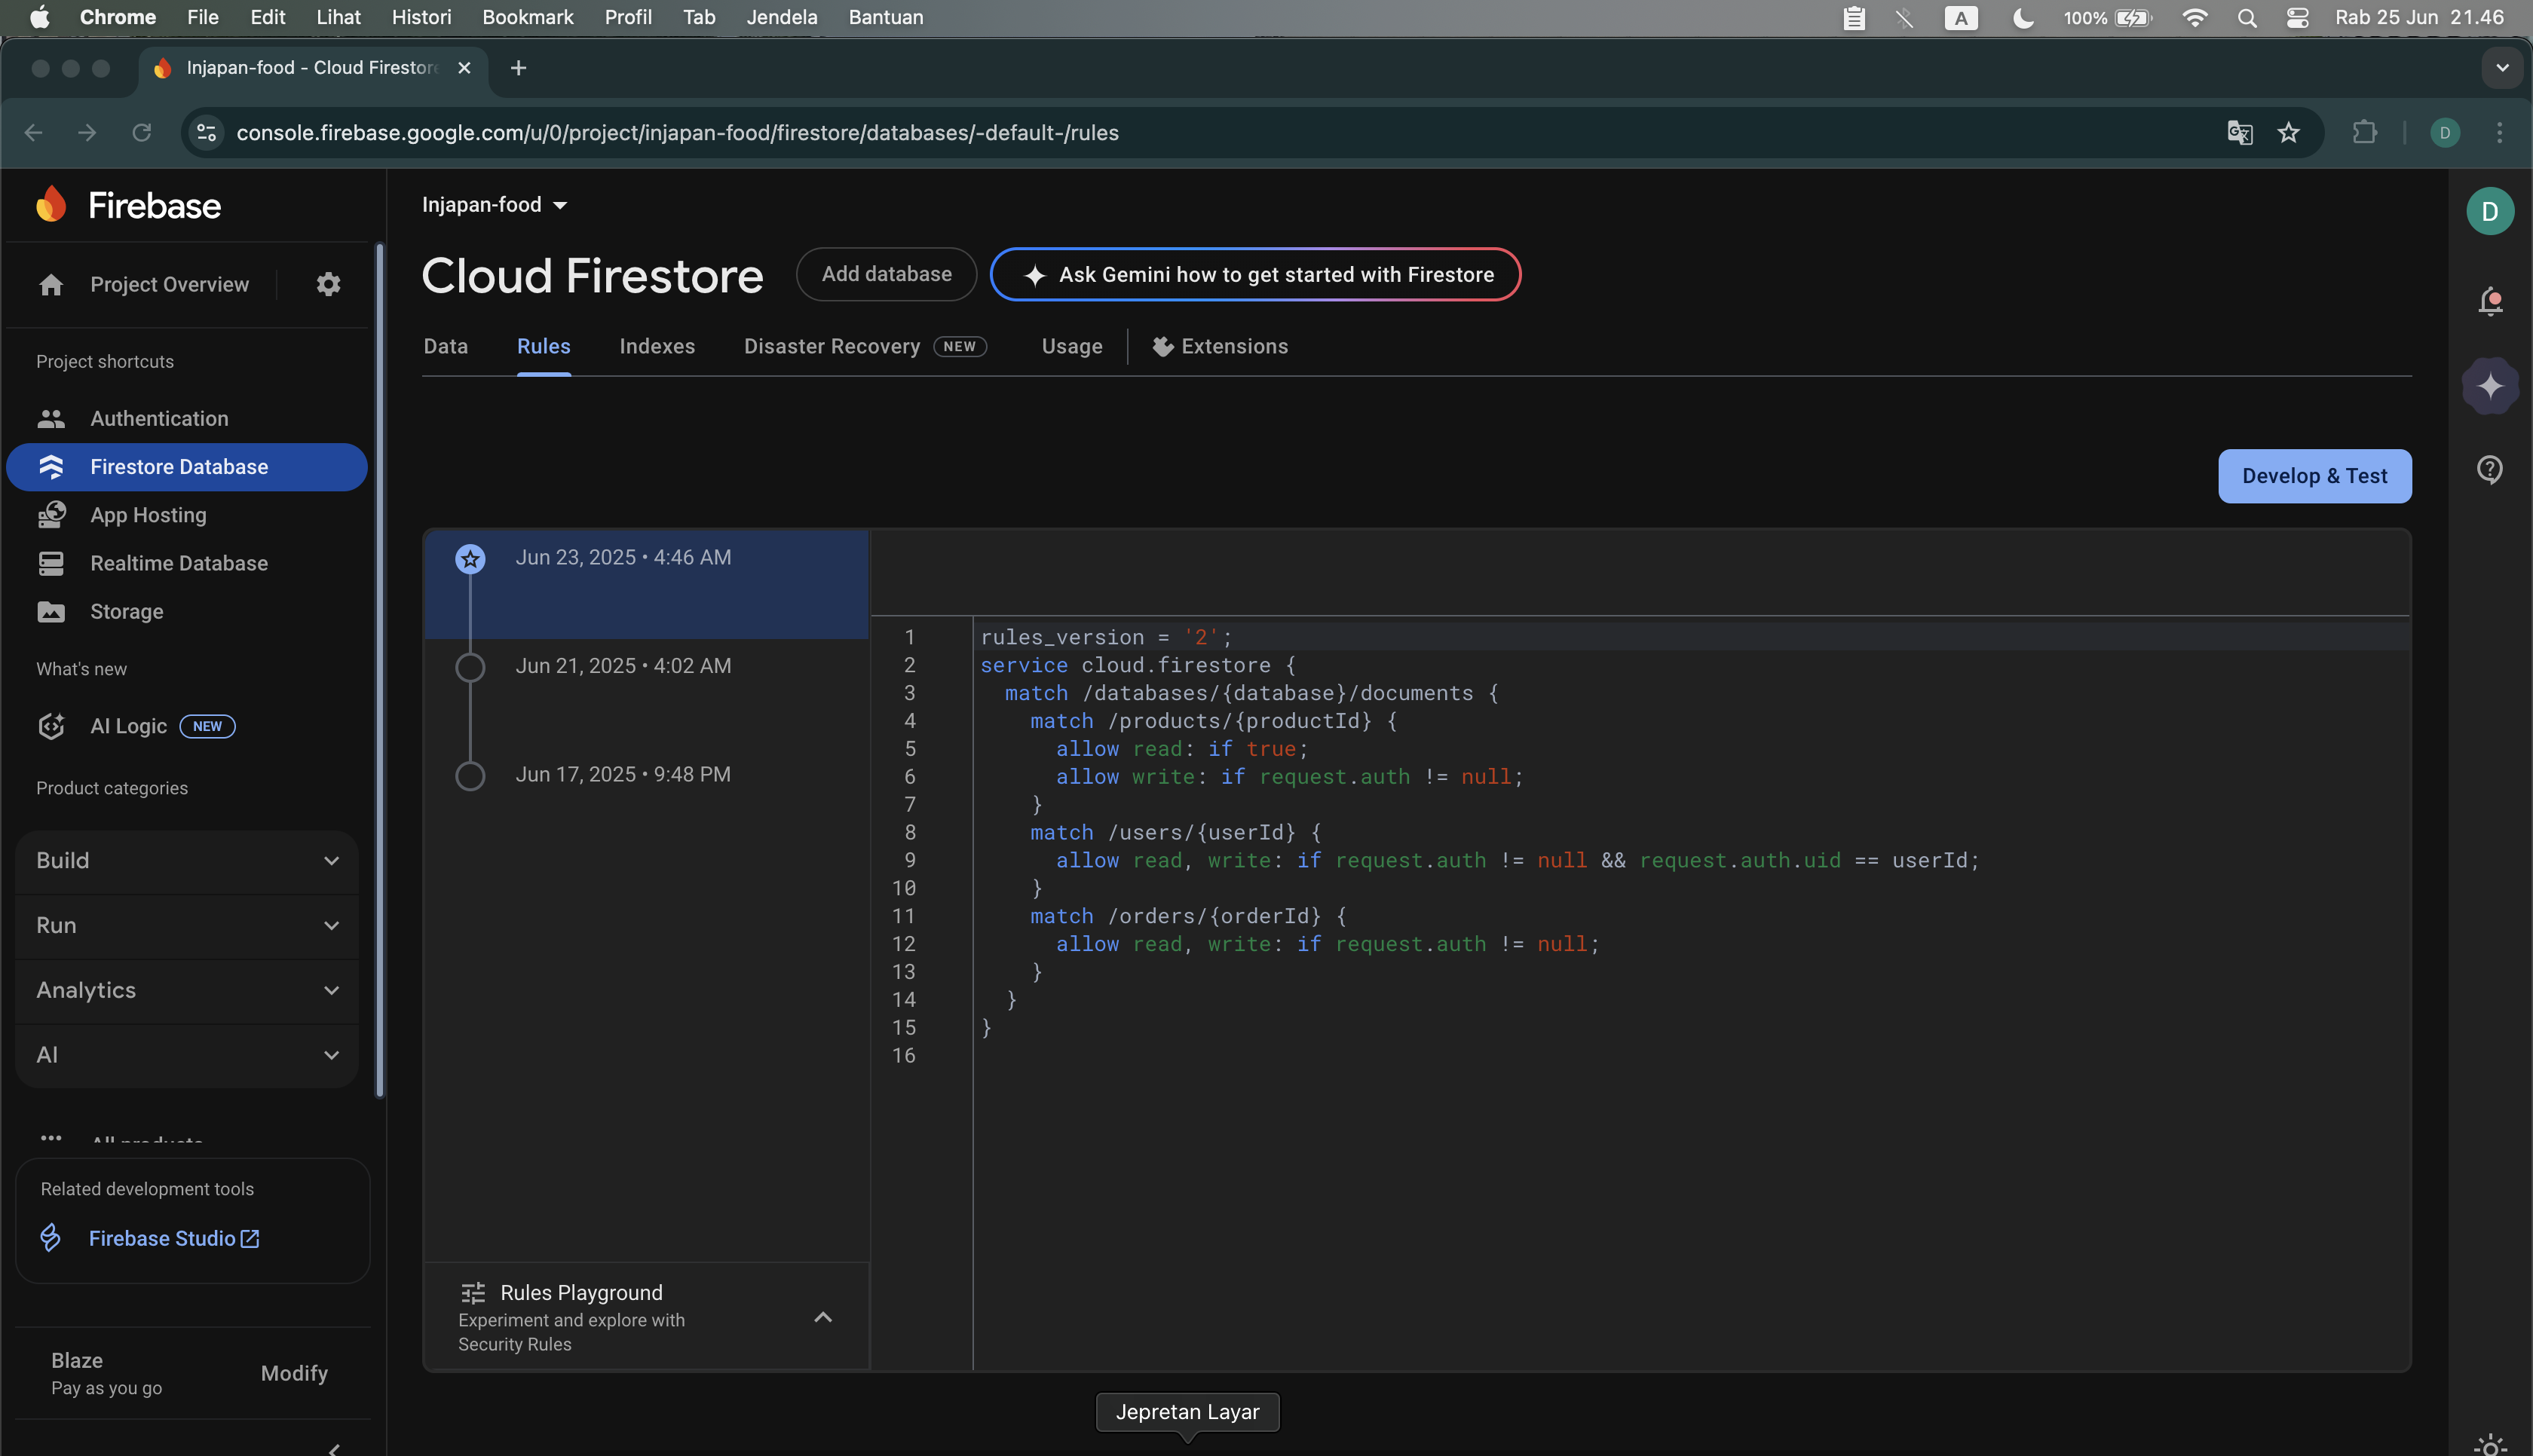 Chrome File Edit Lihat Histori Bookmark Profil Tab Jendela Bantuan A 100% Rab 25 Jun 21.46
Injapan-food - Cloud Firestore
console.firebase.google.com/u/0/project/injapan-food/firestore/databases/-default-/rules D
Firebase
Project Overview
Project shortcuts
Authentication
Firestore Database
App Hosting
Realtime Database
Storage
What's new
AI Logic NEW
Product categories
Build
Run
Analytics
AI
All products
Related development tools
Firebase Studio
Blaze
Pay as you go
Modify
Injapan-food
Cloud Firestore Add database Ask Gemini how to get started with Firestore
Data Rules Indexes Disaster Recovery NEW Usage Extensions
Develop & Test
Jun 23, 2025 • 4:46 AM
Jun 21, 2025 • 4:02 AM
Jun 17, 2025 • 9:48 PM
Rules Playground
Experiment and explore with
Security Rules
1 rules_version = '2';
2 service cloud.firestore {
3 match /databases/{database}/documents {
4 match /products/{productId} {
5 allow read: if true;
6 allow write: if request.auth != null;
7 }
8 match /users/{userId} {
9 allow read, write: if request.auth != null && request.auth.uid == userId;
10 }
11 match /orders/{orderId} {
12 allow read, write: if request.auth != null;
13 }
14 }
15 }
16
D
Jepretan Layar